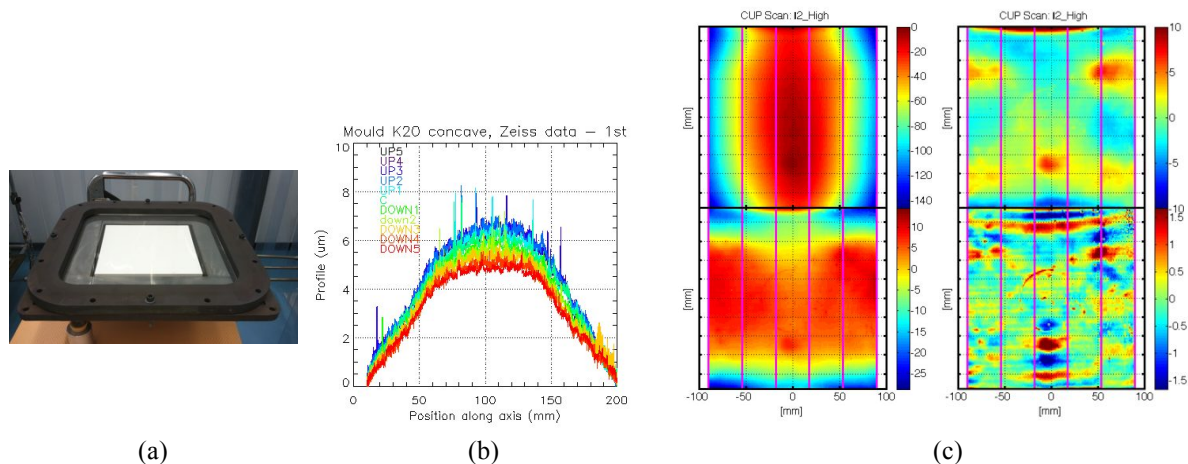 Mould K20 concave, Zeiss data – 1st
10
8
6
4
2
0
Profile (um)
UP5
UP4
UP3
UP2
UP1
C
DOWN1
down2
DOWN3
DOWN4
DOWN5
0 50 100 150 200
Position along axis (mm)
CUP Scan: I2_High
[mm]
0
-20
-40
-60
-80
-100
-120
-140
[mm]
10
5
0
-5
-10
-15
-20
-25
-100 -50 0 50 100
[mm]
CUP Scan: I2_High
[mm]
10
5
0
-5
[mm]
1.5
1
0.5
0
-0.5
-1
-1.5
-100 -50 0 50 100
[mm]
(a) (b) (c)